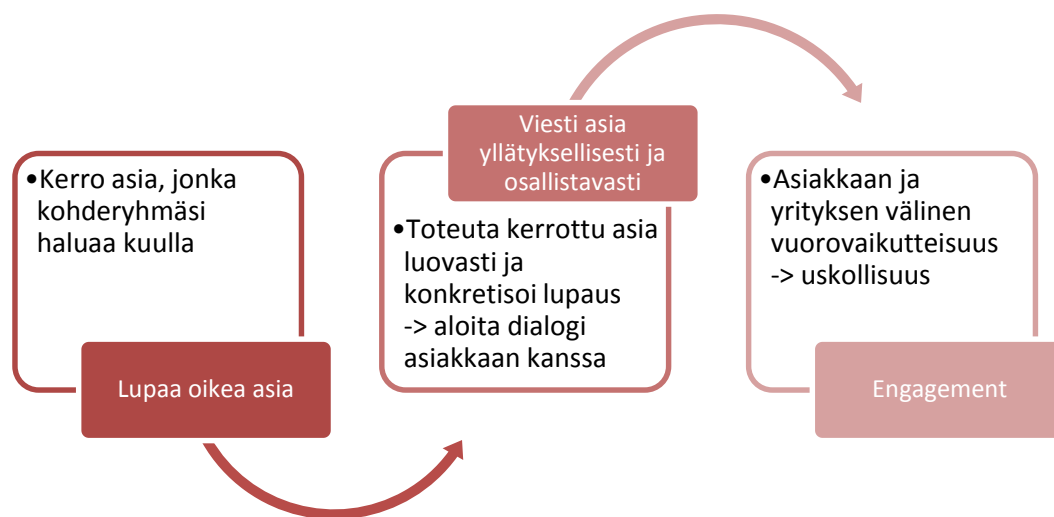 •Kerro asia, jonka
kohderyhmäsi
haluaa kuulla
Lupaa oikea asia
Viesti asia
yllätyksellisesti ja
osallistavasti
•Toteuta kerrottu asia
luovasti ja
konkretisoi lupaus
-> aloita dialogi
asiakkaan kanssa
•Asiakkaan ja
yrityksen välinen
vuorovaikutteisuus
-> uskollisuus
Engagement